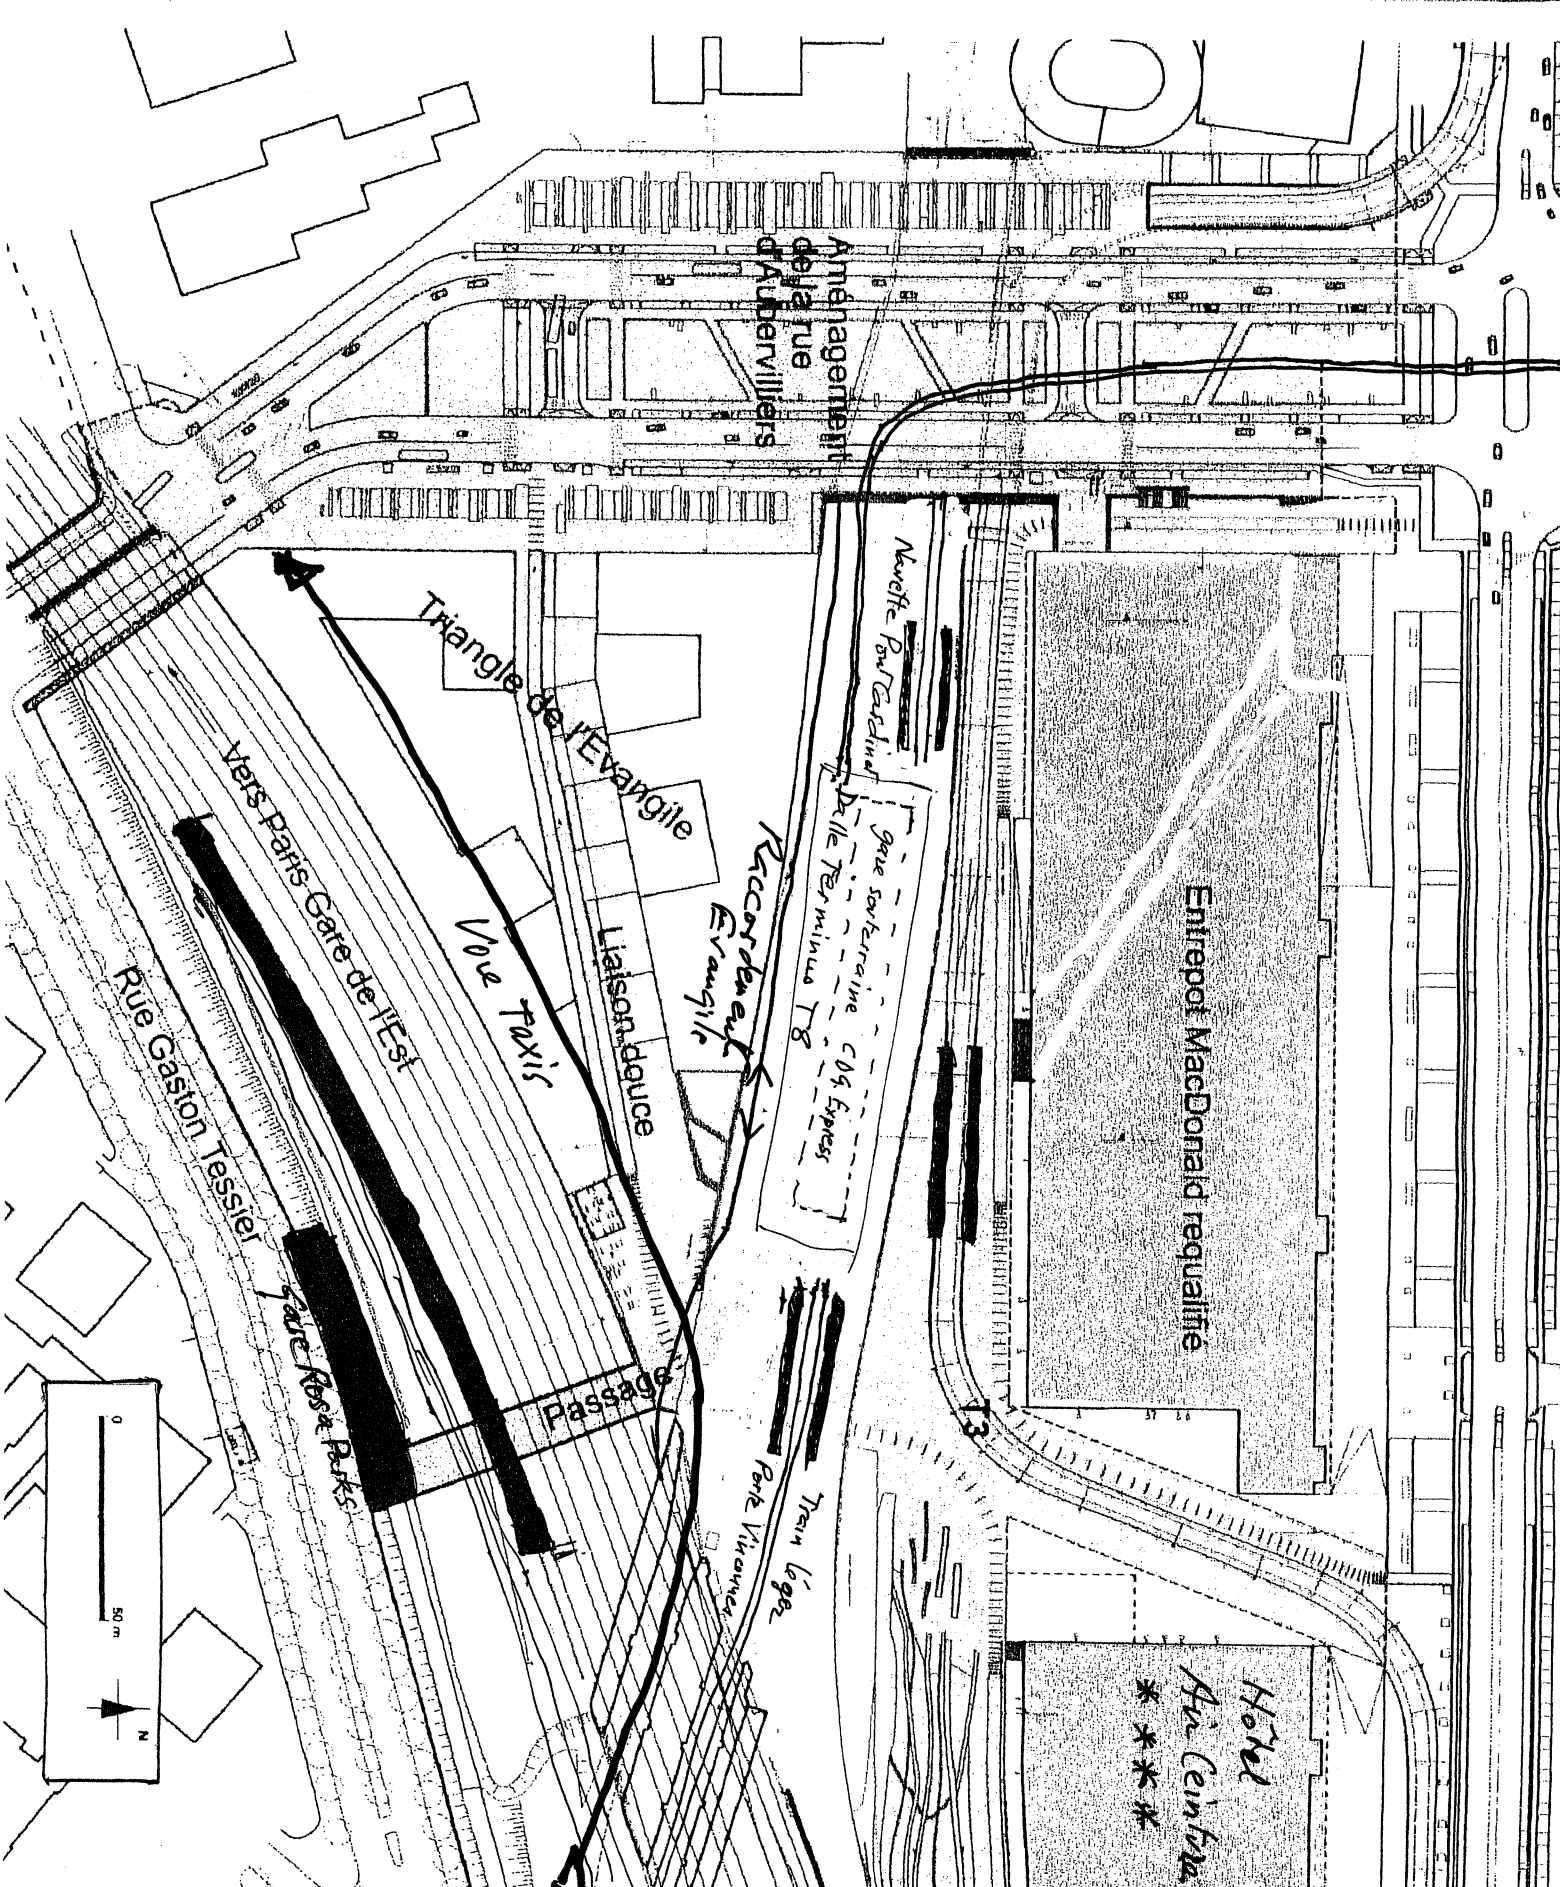 Aménagement
de la rue
d'Aubervilliers
Triangle de l'Evangile
Navette Pont Cardinet
Dalle Terminus T8
gare souterraine CDG Express
Raccordement
Evangile
Entrepot MacDonald requalifié
Vers Paris Gare de l'Est
Voie Taxis
Liaison douce
Rue Gaston Tessier
Gare Rosa Parks
Passage
T3
Train léger
Porte Vincennes
Hôtel
Air Ceinture
* * * *
0
50 m
N